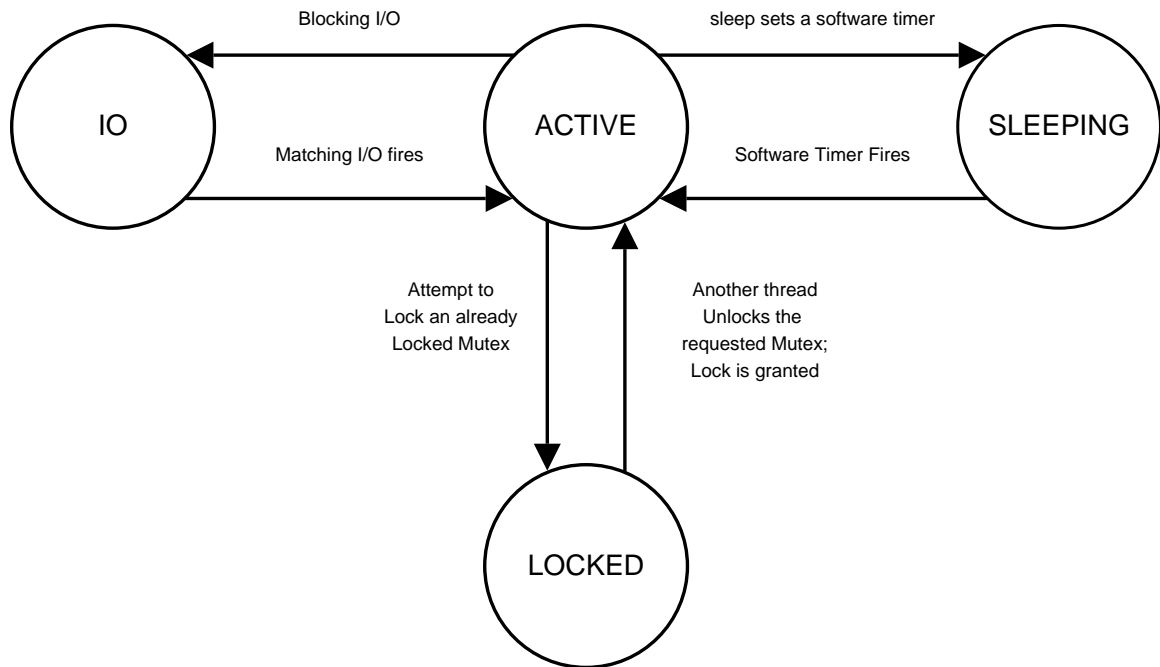 Blocking I/O
sleep sets a software timer
IO
ACTIVE
SLEEPING
Matching I/O fires
Software Timer Fires
Attempt to
Lock an already
Locked Mutex
Another thread
Unlocks the
requested Mutex;
Lock is granted
LOCKED